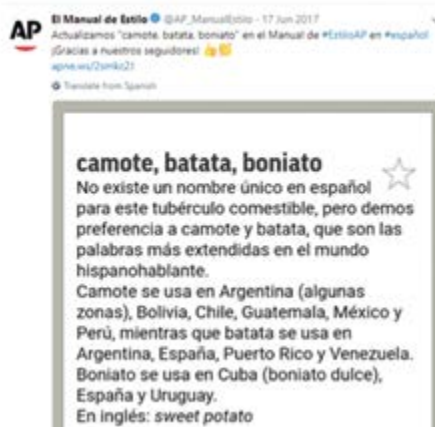 AP
El Manual de Estilo @AP_ManualEstilo - 17 Jun 2017
Actualizamos "camote, batata, boniato" en el Manual de #EstiloAP en #español
¡Gracias a nuestros seguidores!
Translate from Spanish
camote, batata, boniato
No existe un nombre único en español
para este tubérculo comestible, pero demos
preferencia a camote y batata, que son las
palabras más extendidas en el mundo
hispanohablante.
Camote se usa en Argentina (algunas
zonas), Bolivia, Chile, Guatemala, México y
Perú, mientras que batata se usa en
Argentina, España, Puerto Rico y Venezuela.
Boniato se usa en Cuba (boniato dulce),
España y Uruguay.
En inglés: sweet potato